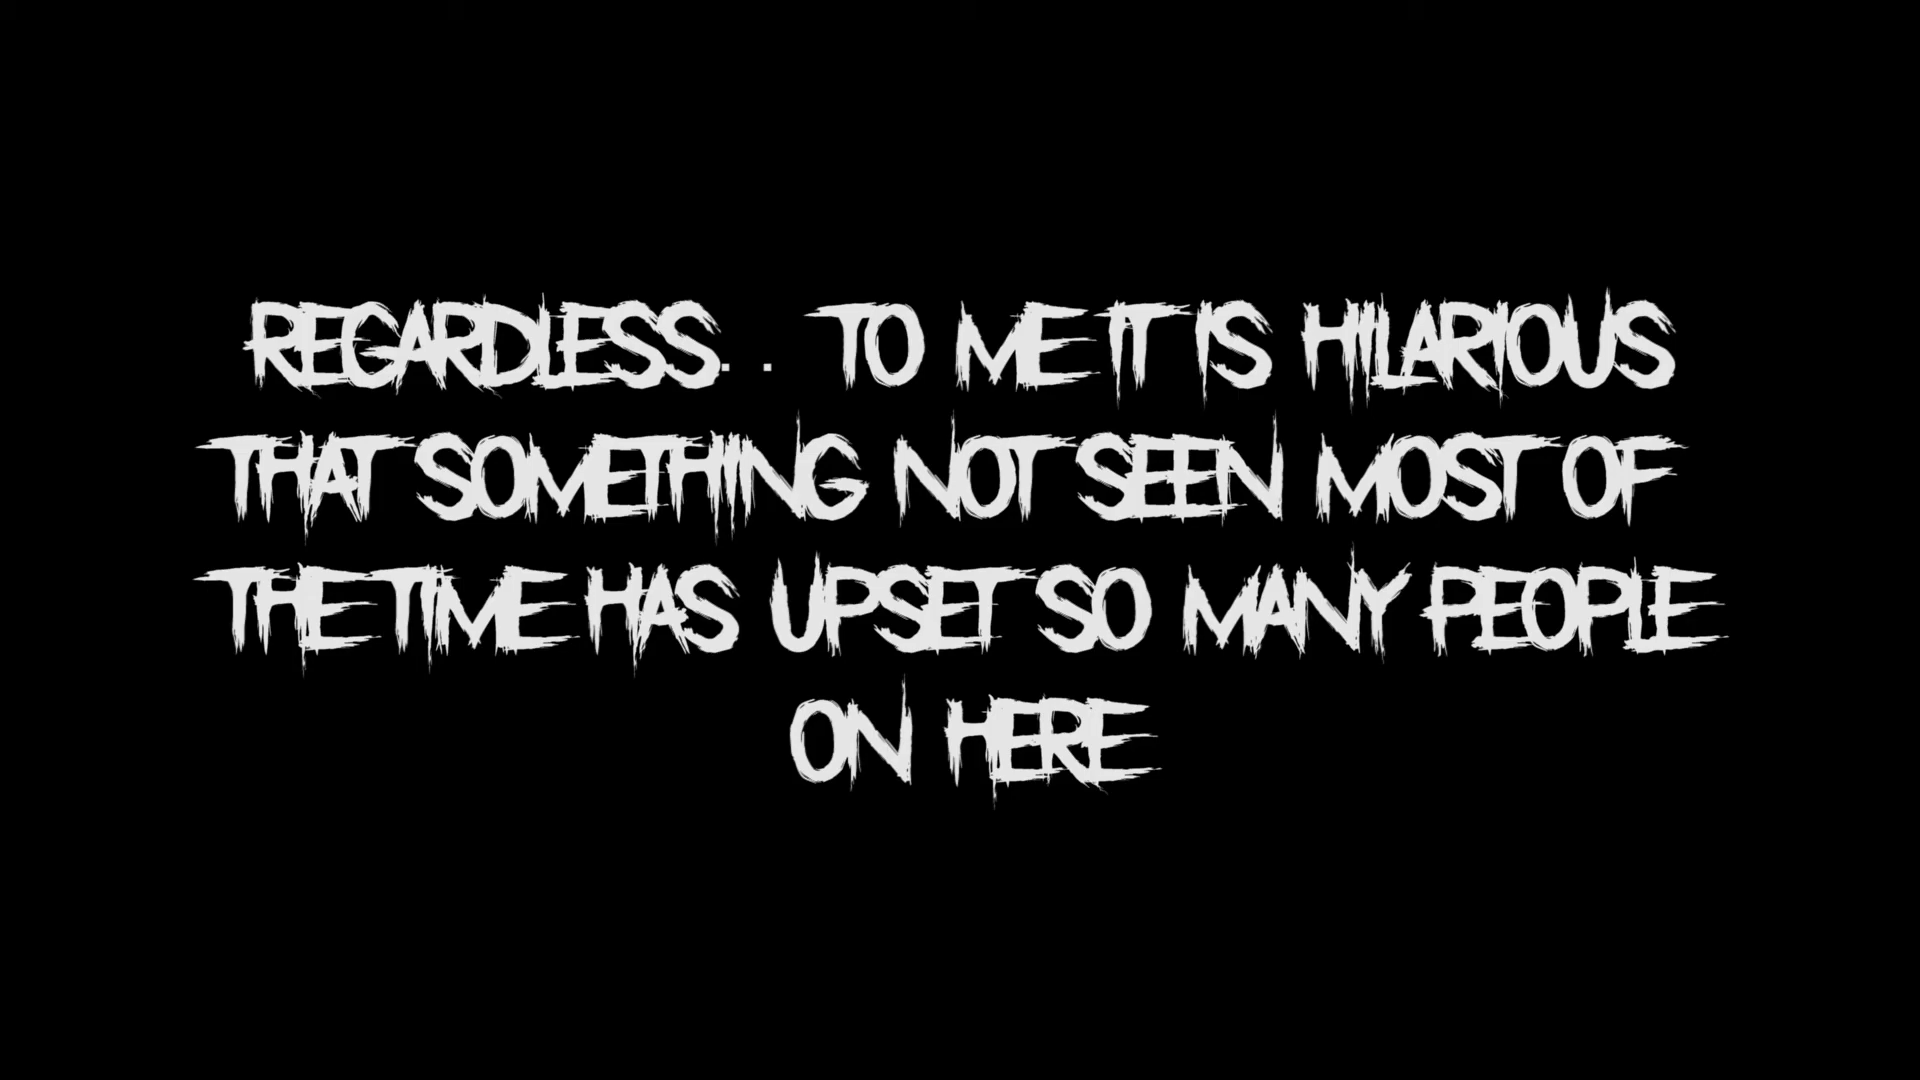 REGARDLESS.. TO ME IT IS HILARIOUS
THAT SOMETHING NOT SEEN MOST OF
THE TIME HAS UPSET SO MANY PEOPLE
ON HERE